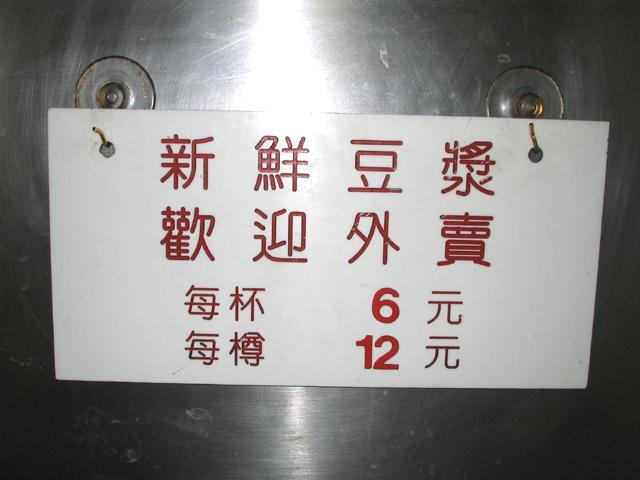 新鮮豆漿
歡迎外賣
每杯 6 元
每樽 12 元